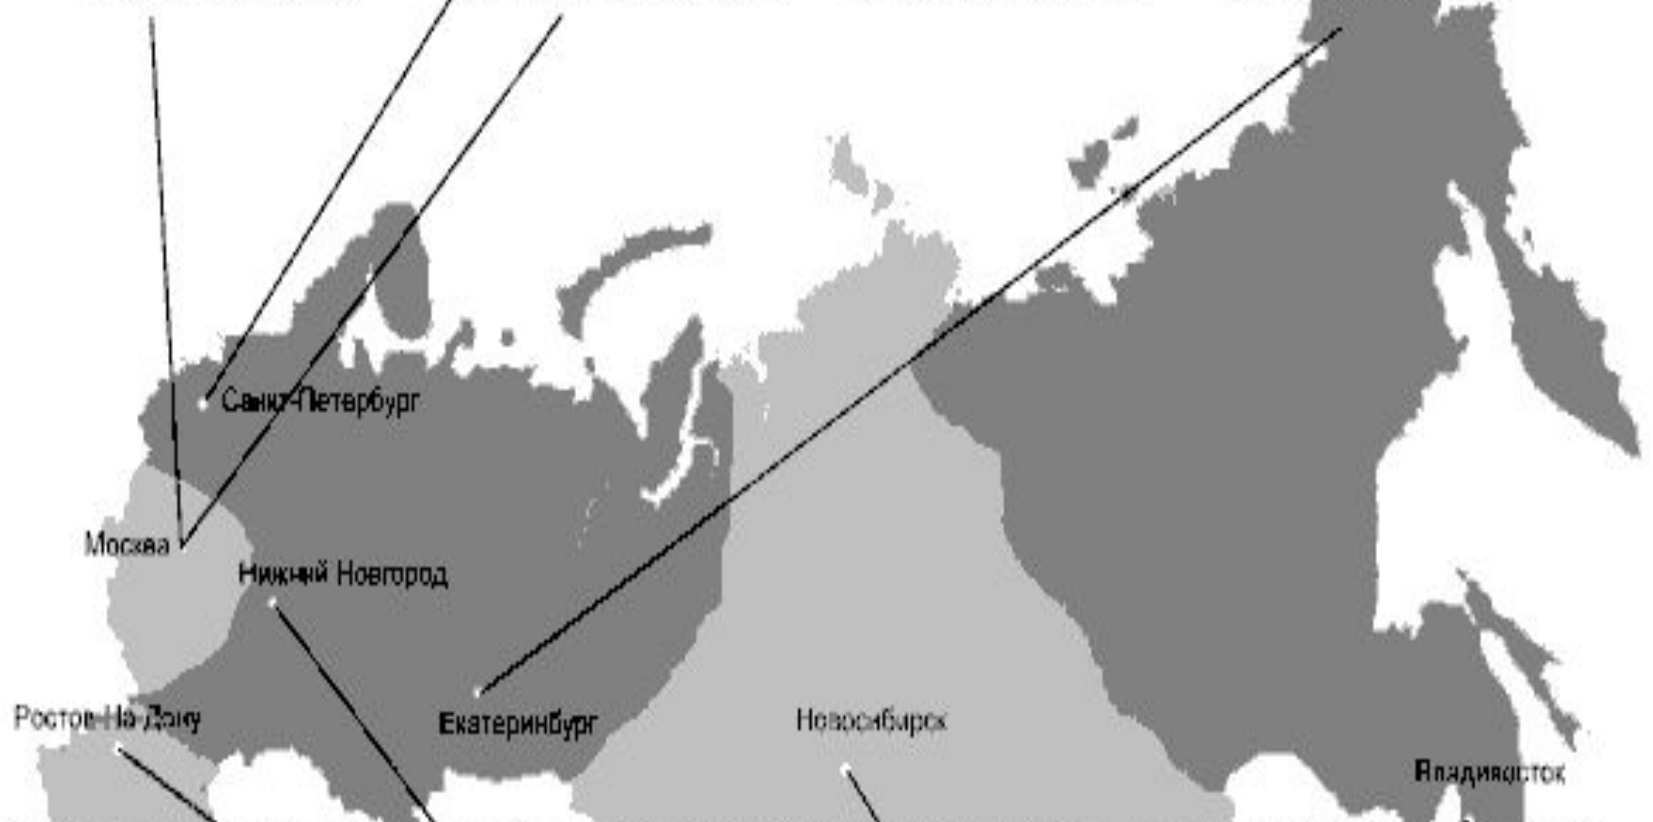 Санкт-Петербург
Москва
Нижний Новгород
Ростов-На-Дону
Екатеринбург
Новосибирск
Владивосток